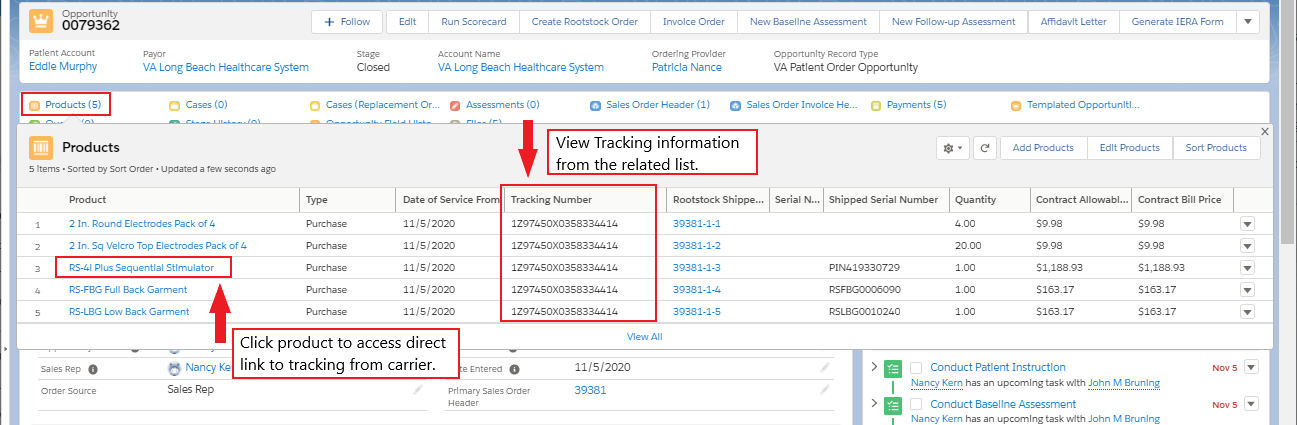 Opportunity
0079362
+ Follow Edit Run Scorecard Create Rootstock Order Invoice Order New Baseline Assessment New Follow-up Assessment Affidavit Letter Generate IERA Form
Patient Account Payor Stage Account Name Ordering Provider Opportunity Record Type
Eddie Murphy VA Long Beach Healthcare System Closed VA Long Beach Healthcare System Patricia Nance VA Patient Order Opportunity
Products (5) Cases (0) Cases (Replacement Or... Assessments (0) Sales Order Header (1) Sales Order Invoice He... Payments (5) Templated Opportuniti...
View Tracking information
from the related list.
Products
Add Products Edit Products Sort Products
5 Items • Sorted by Sort Order • Updated a few seconds ago
Product Type Date of Service From Tracking Number Rootstock Shippe... Serial N... Shipped Serial Number Quantity Contract Allowabl... Contract Bill Price
1 2 In. Round Electrodes Pack of 4 Purchase 11/5/2020 1Z97450X0358334414 39381-1-1 4.00 $9.98 $9.98
2 2 In. Sq Velcro Top Electrodes Pack of 4 Purchase 11/5/2020 1Z97450X0358334414 39381-1-2 20.00 $9.98 $9.98
3 RS-4i Plus Sequential Stimulator Purchase 11/5/2020 1Z97450X0358334414 39381-1-3 PIN419330729 1.00 $1,188.93 $1,188.93
4 RS-FBG Full Back Garment Purchase 11/5/2020 1Z97450X0358334414 39381-1-4 RSFBG0006090 1.00 $163.17 $163.17
5 RS-LBG Low Back Garment Purchase 11/5/2020 1Z97450X0358334414 39381-1-5 RSLBG0010240 1.00 $163.17 $163.17
View All
Click product to access direct
link to tracking from carrier.
Sales Rep Nancy Ker Entered 11/5/2020
Order Source Sales Rep Primary Sales Order
Header 39381
Conduct Patient Instruction Nov 5
Nancy Kern has an upcoming task with John M Bruning
Conduct Baseline Assessment Nov 5
Nancy Kern has an upcoming task with John M Bruning